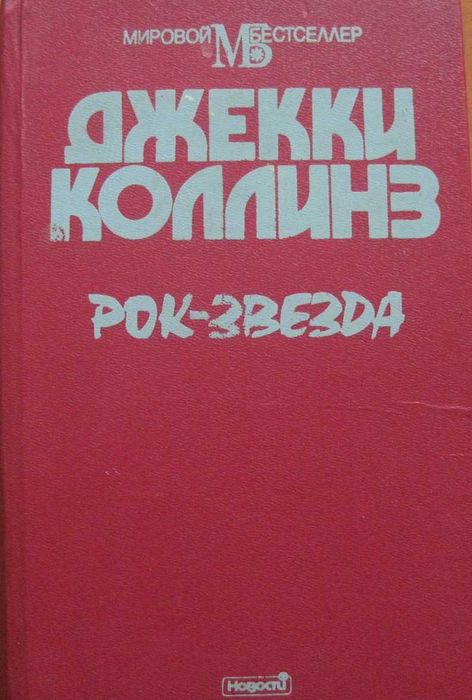 МИРОВОЙ МБ БЕСТСЕЛЛЕР
ДЖЕККИ
КОЛЛИНЗ
РОК-ЗВЕЗДА
НОВОСТИ